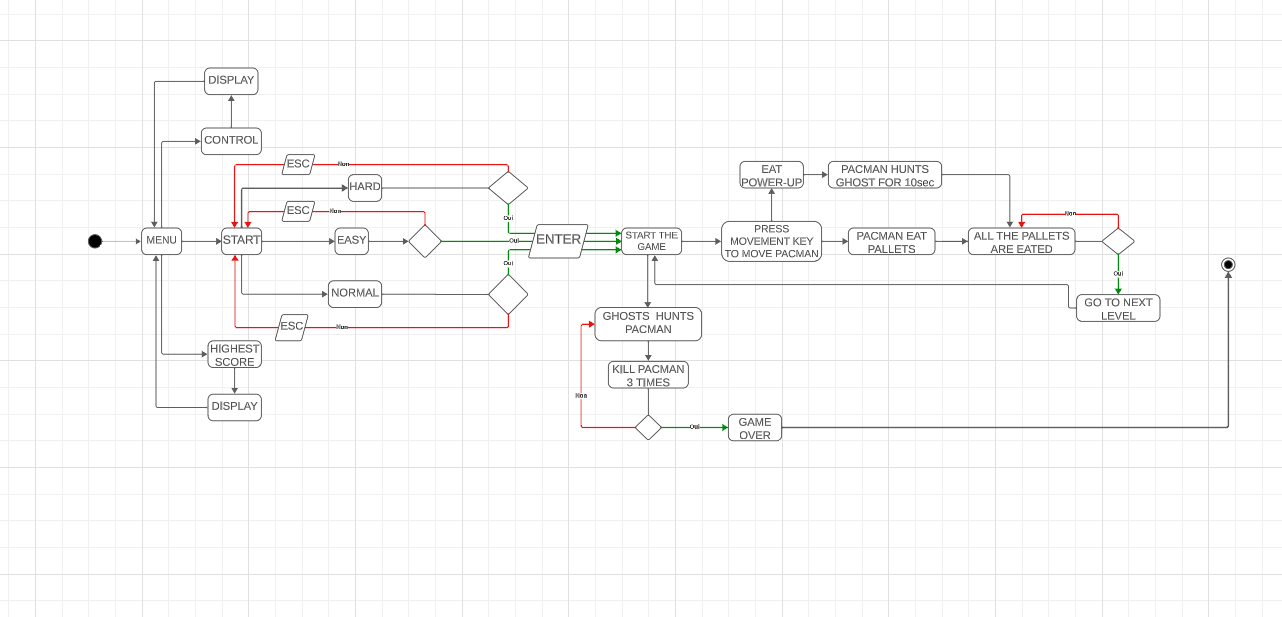 DISPLAY
CONTROL
ESC
Non
HARD
ESC
Non
Oui
MENU
START
EASY
Oui
ENTER
START THE
GAME
Oui
NORMAL
ESC
Non
HIGHEST
SCORE
DISPLAY
EAT
POWER-UP
PACMAN HUNTS
GHOST FOR 10sec
PRESS
MOVEMENT KEY
TO MOVE PACMAN
PACMAN EAT
PALLETS
ALL THE PALLETS
ARE EATED
Non
Oui
GO TO NEXT
LEVEL
GHOSTS HUNTS
PACMAN
KILL PACMAN
3 TIMES
Non
Oui
GAME
OVER